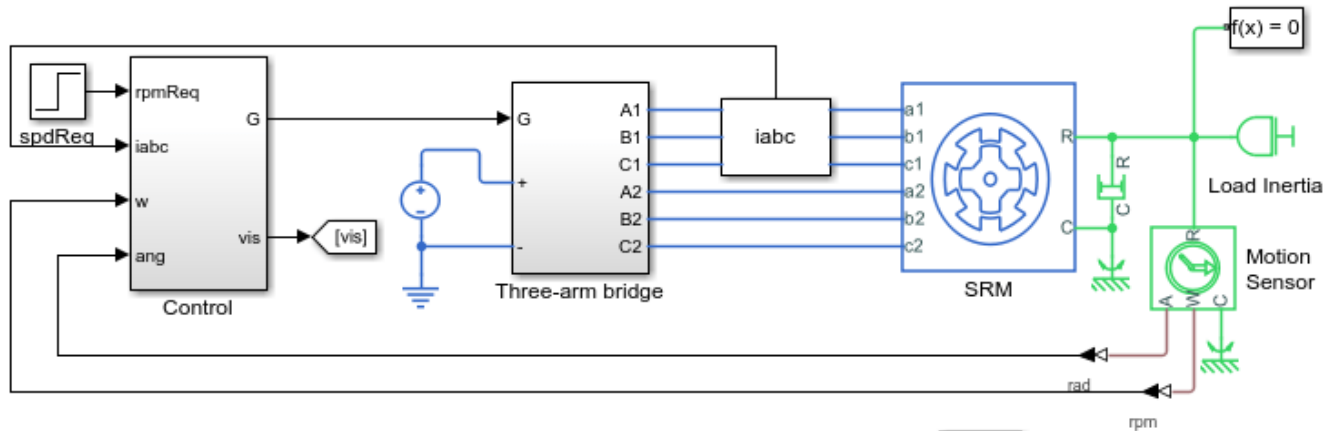 f(x) = 0
spdReq
rpmReq
iabc
w
ang
G
vis
Control
[vis]
G
+
-
+
−
A1
B1
C1
A2
B2
C2
Three-arm bridge
iabc
a1
b1
c1
a2
b2
c2
R
C
SRM
R
C
Load Inertia
R
A
W
C
Motion
Sensor
rad
rpm